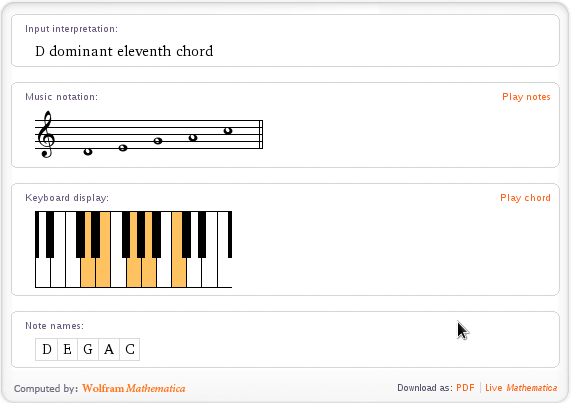 Input interpretation:
D dominant eleventh chord
Music notation: Play notes
Keyboard display: Play chord
Note names:
D E G A C
Computed by: Wolfram Mathematica Download as: PDF | Live Mathematica